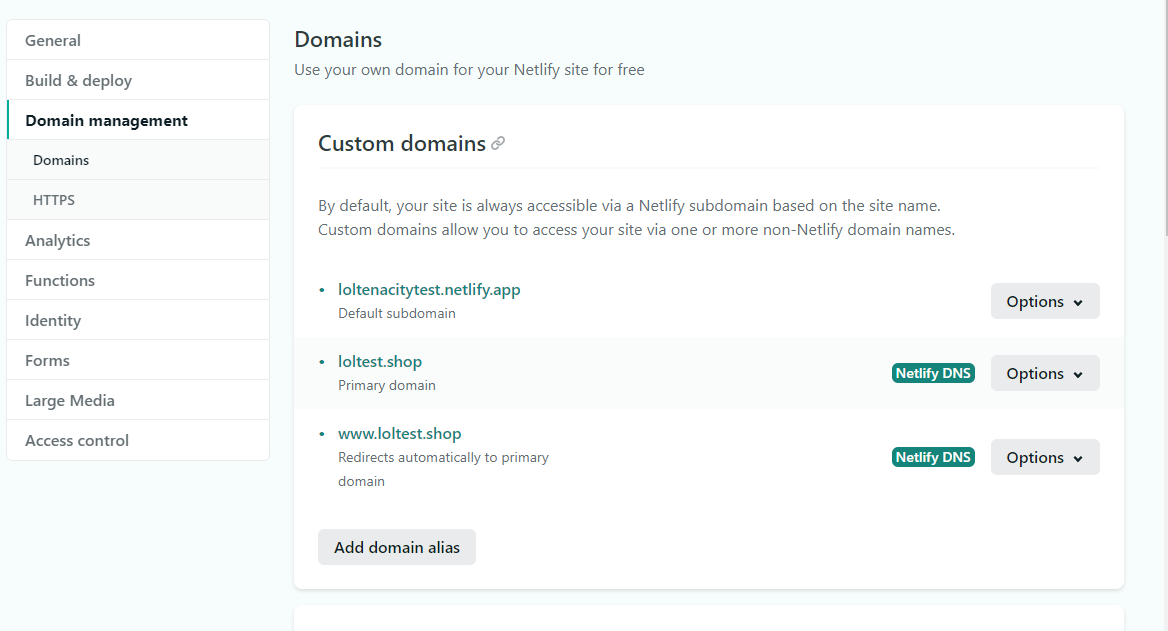 General
Build & deploy
Domain management
Domains
HTTPS
Analytics
Functions
Identity
Forms
Large Media
Access control
Domains
Use your own domain for your Netlify site for free
Custom domains
By default, your site is always accessible via a Netlify subdomain based on the site name.
Custom domains allow you to access your site via one or more non-Netlify domain names.
• loltenacitytest.netlify.app
Default subdomain
Options
• loltest.shop
Primary domain
Netlify DNS
Options
• www.loltest.shop
Redirects automatically to primary
domain
Netlify DNS
Options
Add domain alias